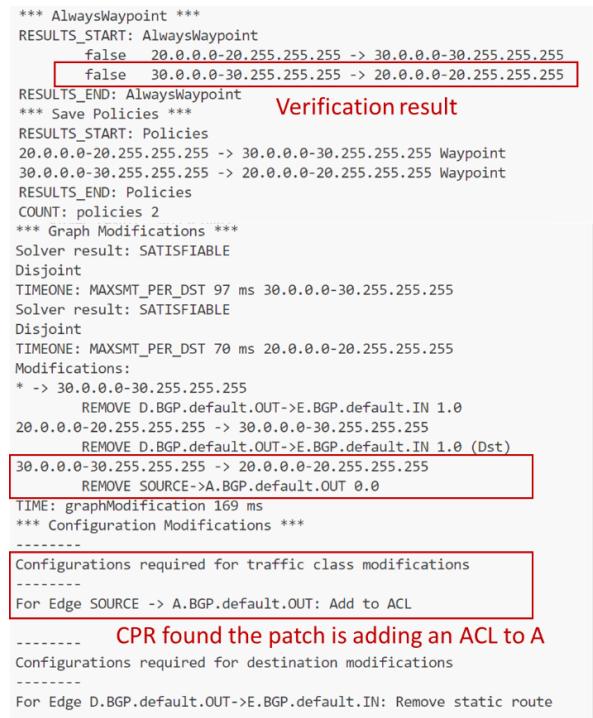 *** AlwaysWaypoint ***
RESULTS_START: AlwaysWaypoint
false 20.0.0.0-20.255.255.255 -> 30.0.0.0-30.255.255.255
false 30.0.0.0-30.255.255.255 -> 20.0.0.0-20.255.255.255
RESULTS_END: AlwaysWaypoint
Verification result
*** Save Policies ***
RESULTS_START: Policies
20.0.0.0-20.255.255.255 -> 30.0.0.0-30.255.255.255 Waypoint
30.0.0.0-30.255.255.255 -> 20.0.0.0-20.255.255.255 Waypoint
RESULTS_END: Policies
COUNT: policies 2
*** Graph Modifications ***
Solver result: SATISFIABLE
Disjoint
TIMEONE: MAXSMT_PER_DST 97 ms 30.0.0.0-30.255.255.255
Solver result: SATISFIABLE
Disjoint
TIMEONE: MAXSMT_PER_DST 70 ms 20.0.0.0-20.255.255.255
Modifications:
* -> 30.0.0.0-30.255.255.255
REMOVE D.BGP.default.OUT->E.BGP.default.IN 1.0
20.0.0.0-20.255.255.255 -> 30.0.0.0-30.255.255.255
REMOVE D.BGP.default.OUT->E.BGP.default.IN 1.0 (Dst)
30.0.0.0-30.255.255.255 -> 20.0.0.0-20.255.255.255
REMOVE SOURCE->A.BGP.default.OUT 0.0
TIME: graphModification 169 ms
*** Configuration Modifications ***
--------
Configurations required for traffic class modifications
--------
For Edge SOURCE -> A.BGP.default.OUT: Add to ACL
CPR found the patch is adding an ACL to A
--------
Configurations required for destination modifications
--------
For Edge D.BGP.default.OUT->E.BGP.default.IN: Remove static route